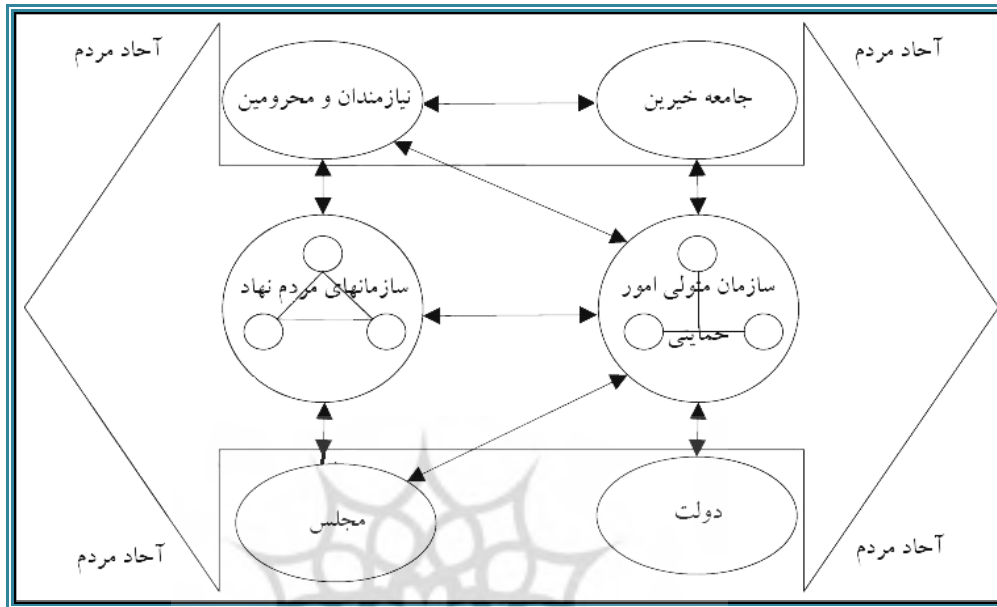 آحاد مردم
آحاد مردم
جامعه خیرین
نیازمندان و محرومین
سازمان متولی امور
حمایتی
سازمانهای مردم نهاد
دولت
مجلس
آحاد مردم
آحاد مردم